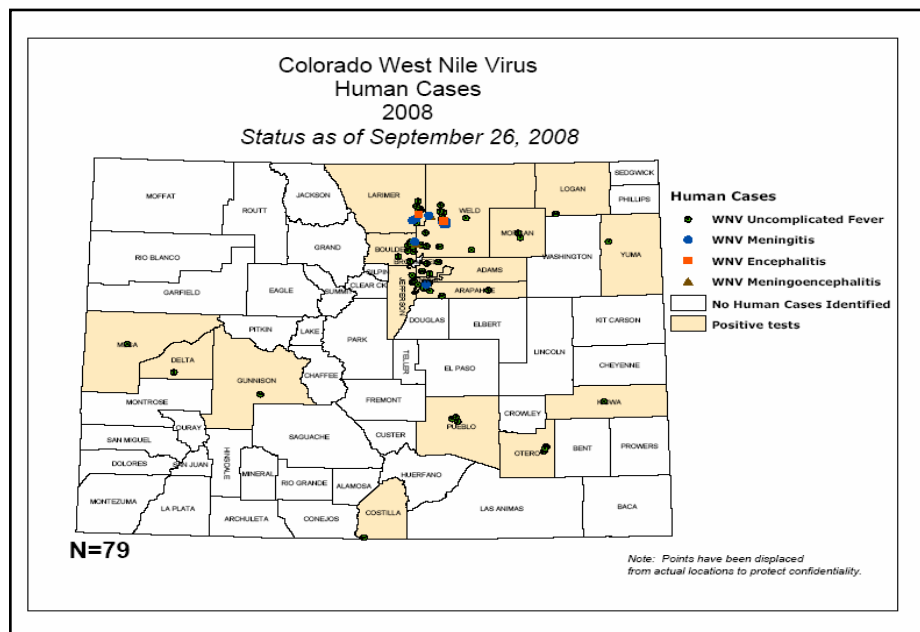 Colorado West Nile Virus
Human Cases
2008
Status as of September 26, 2008
MOFFAT
ROUTT
JACKSON
LARIMER
WELD
LOGAN
SEDGWICK
PHILLIPS
GRAND
BOULDER
MORGAN
WASHINGTON
YUMA
RIO BLANCO
GILPIN
ADAMS
GARFIELD
EAGLE
SUMMIT
CLEAR CK
JEFFERSON
ARAPAHOE
PITKIN
LAKE
PARK
DOUGLAS
ELBERT
KIT CARSON
MESA
DELTA
GUNNISON
CHAFFEE
TELLER
EL PASO
LINCOLN
CHEYENNE
MONTROSE
FREMONT
CROWLEY
KIOWA
OURAY
PUEBLO
SAN MIGUEL
SAGUACHE
CUSTER
OTERO
BENT
PROWERS
DOLORES
SAN JUAN
HINSDALE
MINERAL
RIO GRANDE
ALAMOSA
HUERFANO
MONTEZUMA
LA PLATA
ARCHULETA
CONEJOS
COSTILLA
LAS ANIMAS
BACA
Human Cases
WNV Uncomplicated Fever
WNV Meningitis
WNV Encephalitis
WNV Meningoencephalitis
No Human Cases Identified
Positive tests
N=79
Note: Points have been displaced
from actual locations to protect confidentiality.